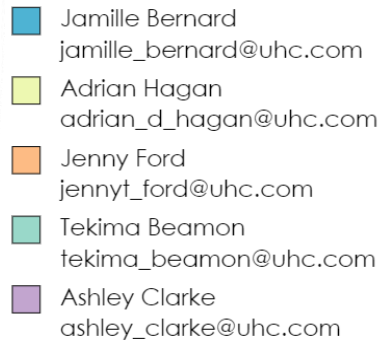 Jamille Bernard
jamille_bernard@uhc.com
Adrian Hagan
adrian_d_hagan@uhc.com
Jenny Ford
jennyt_ford@uhc.com
Tekima Beamon
tekima_beamon@uhc.com
Ashley Clarke
ashley_clarke@uhc.com